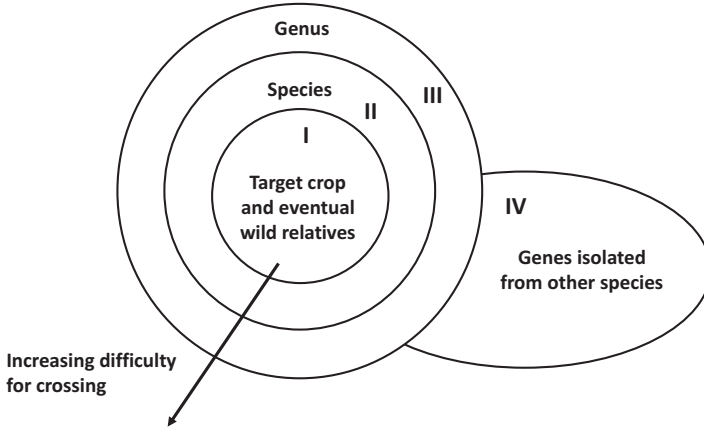 Genus
III
Species
II
I
Target crop
and eventual
wild relatives
IV
Genes isolated
from other species
Increasing difficulty
for crossing